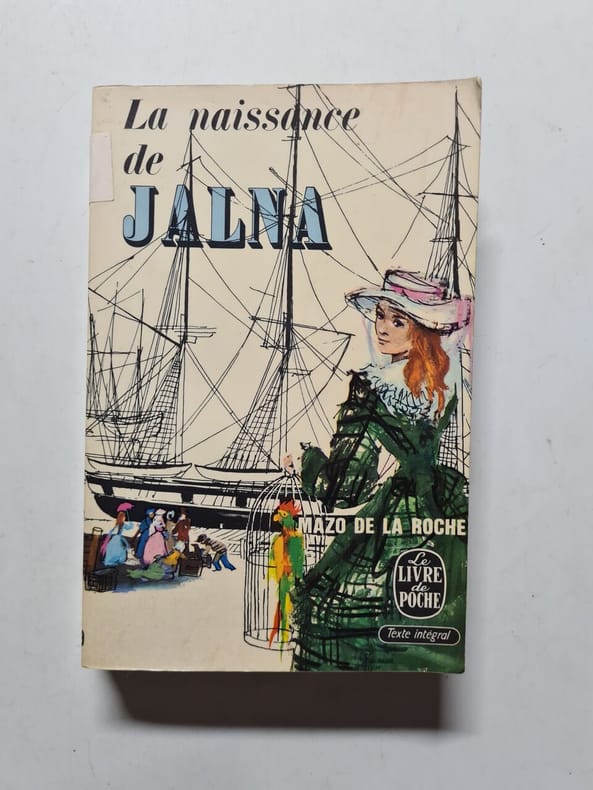 La naissance
de
JALNA
MAZO DE LA ROCHE
Le
LIVRE
de
POCHE
Texte intégral